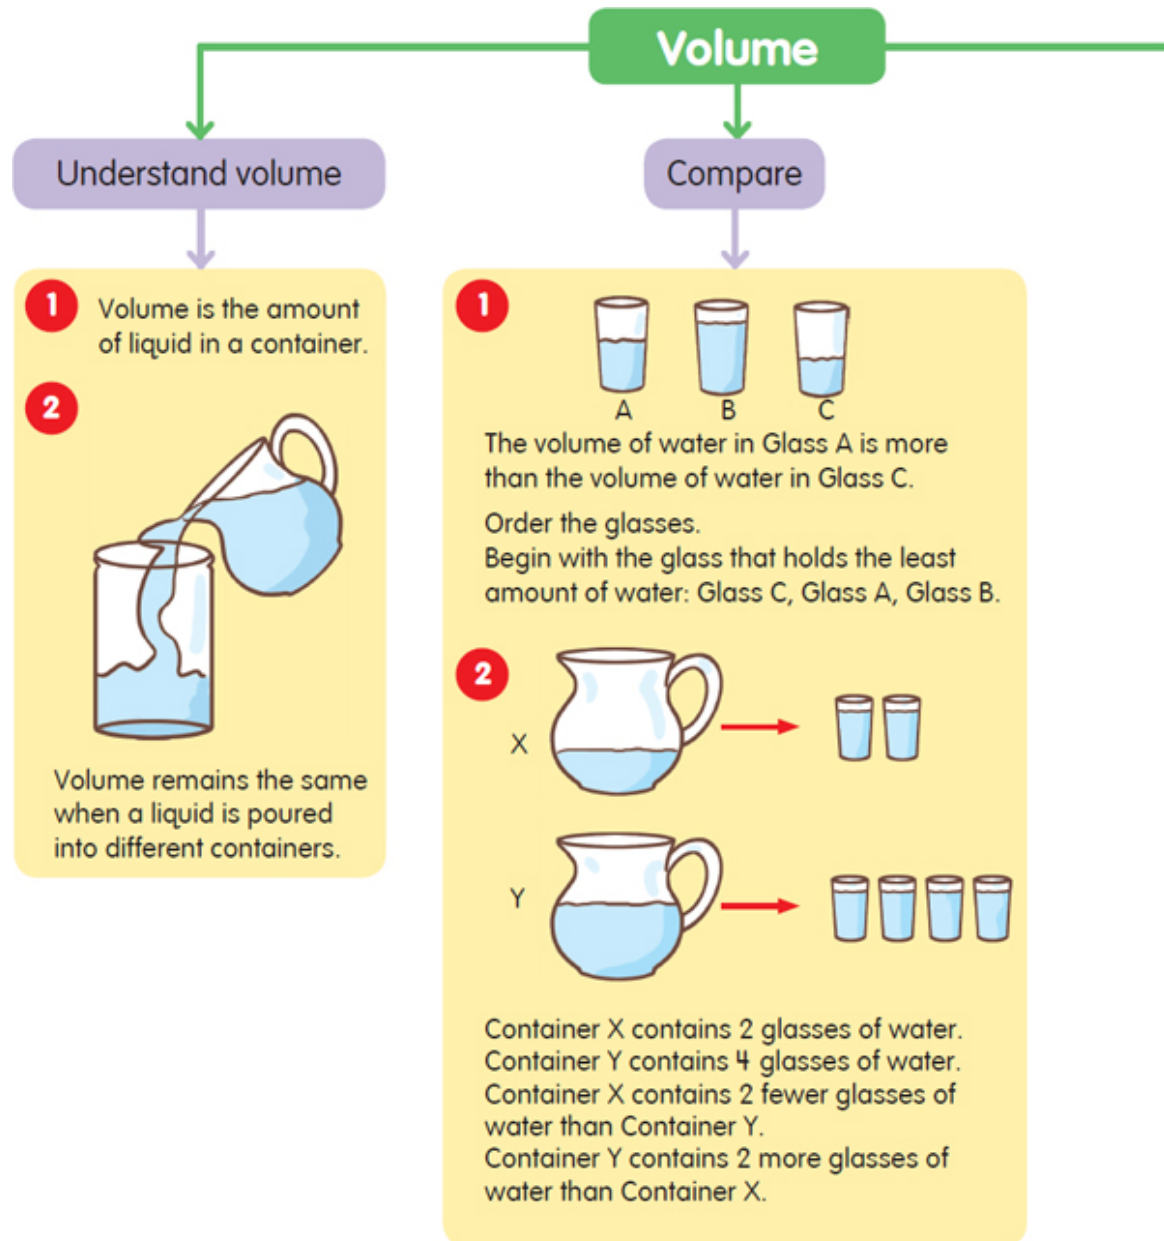 Volume
Understand volume
1
Volume is the amount
of liquid in a container.
2
Volume remains the same
when a liquid is poured
into different containers.
Compare
1
A
B
C
The volume of water in Glass A is more
than the volume of water in Glass C.
Order the glasses.
Begin with the glass that holds the least
amount of water: Glass C, Glass A, Glass B.
2
X
Y
Container X contains 2 glasses of water.
Container Y contains 4 glasses of water.
Container X contains 2 fewer glasses of
water than Container Y.
Container Y contains 2 more glasses of
water than Container X.